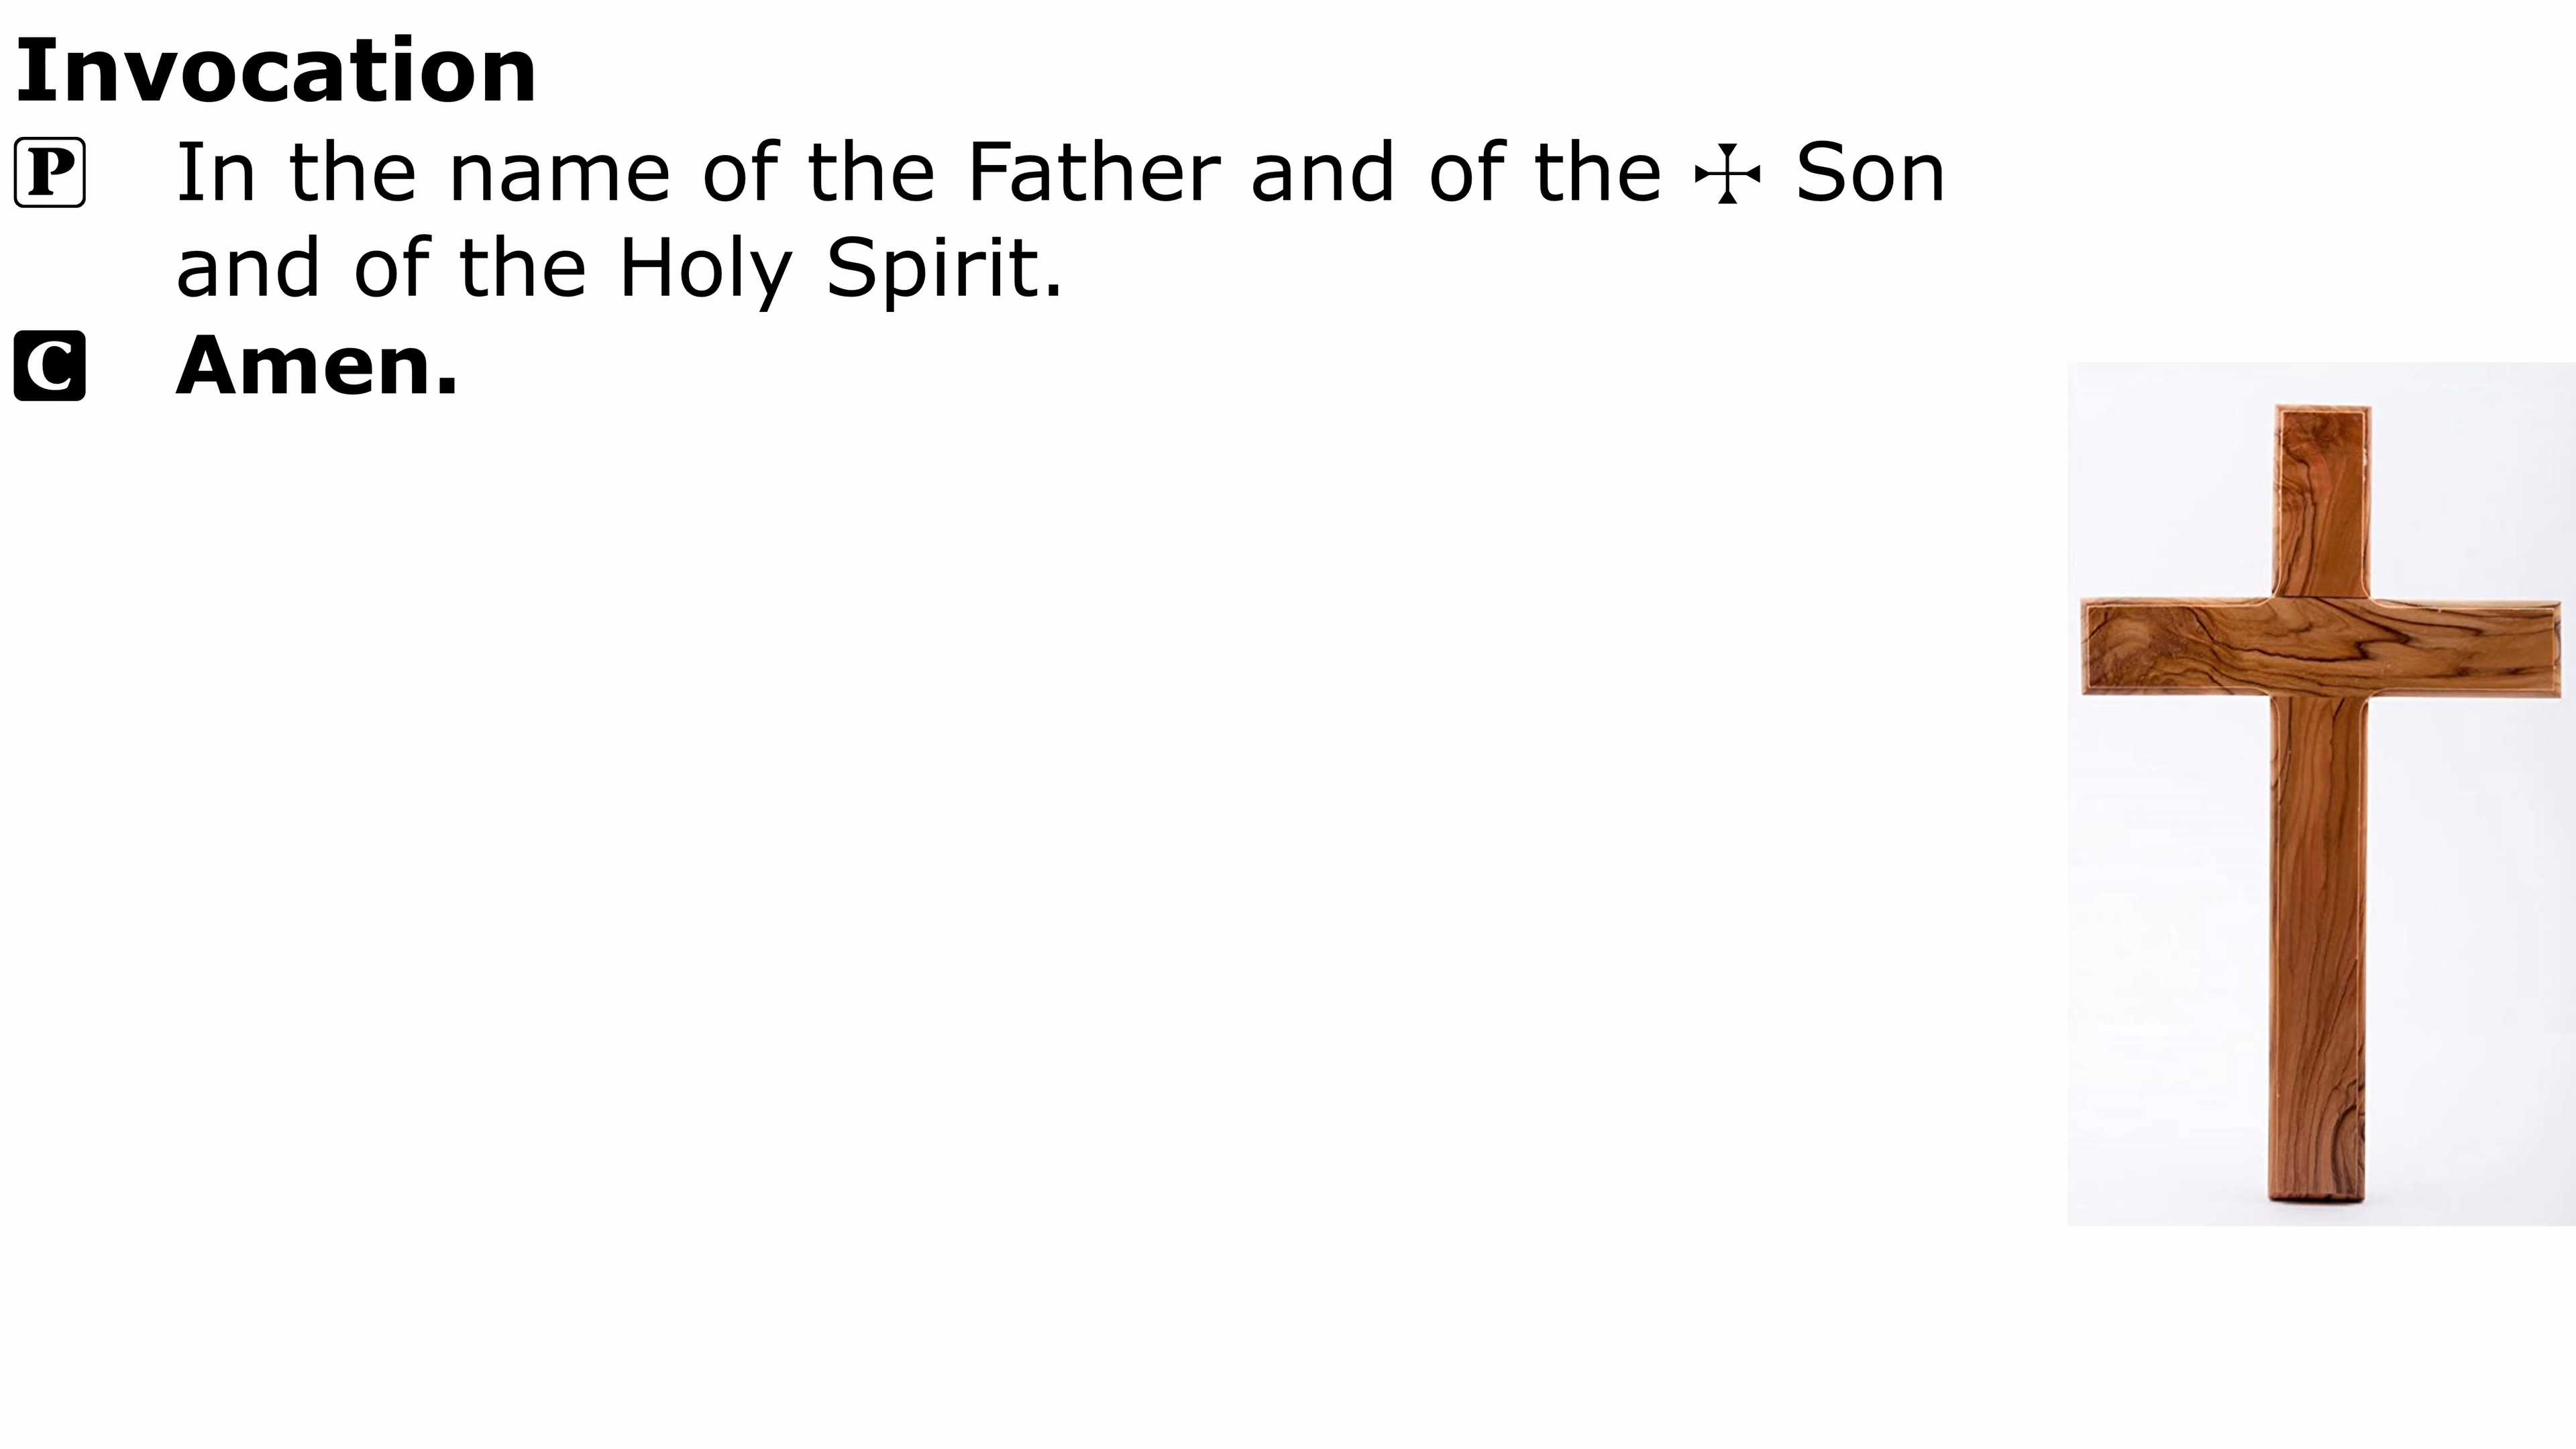 Invocation
P In the name of the Father and of the ☩ Son
and of the Holy Spirit.
C Amen.